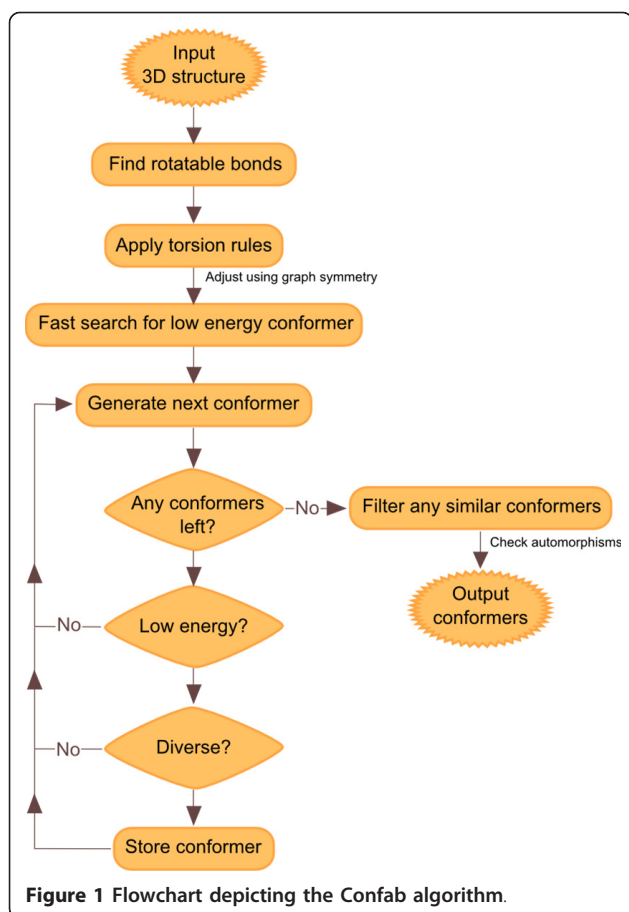 Input
3D structure
Find rotatable bonds
Apply torsion rules
Adjust using graph symmetry
Fast search for low energy conformer
Generate next conformer
Any conformers
left?
No
Filter any similar conformers
Check automorphisms
Output
conformers
Low energy?
No
Diverse?
No
Store conformer
Figure 1 Flowchart depicting the Confab algorithm.